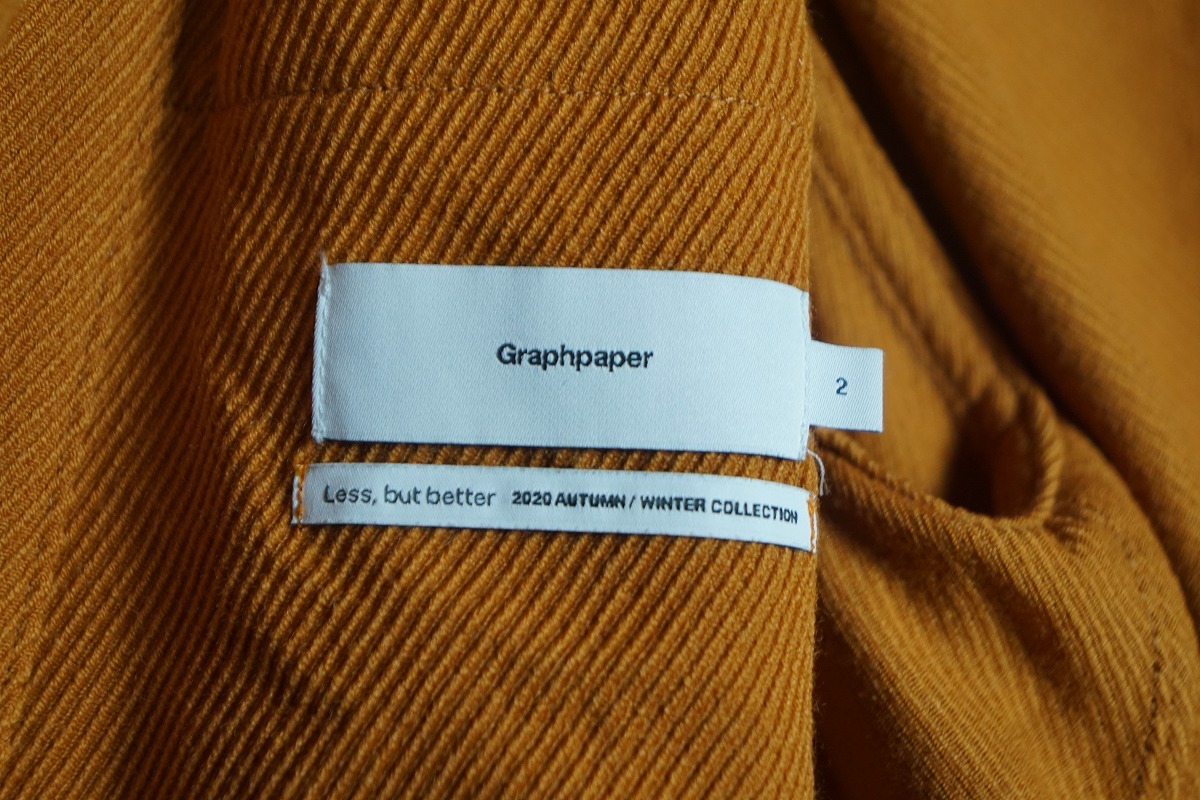 Graphpaper
2
Less, but better 2020 AUTUMN / WINTER COLLECTION